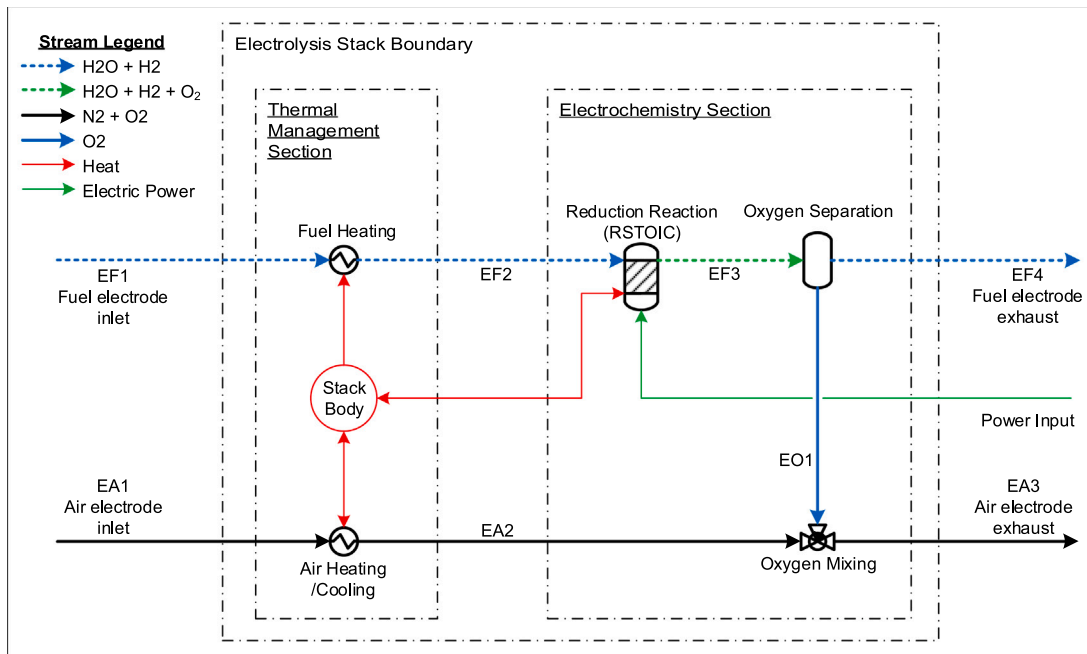 Stream Legend
H2O + H2
H2O + H2 + O₂
N2 + O2
O2
Heat
Electric Power
Electrolysis Stack Boundary
Thermal
Management
Section
Electrochemistry Section
Fuel Heating
Reduction Reaction
(RSTOIC)
Oxygen Separation
EF1
Fuel electrode
inlet
EF2
EF3
EF4
Fuel electrode
exhaust
Stack
Body
Power Input
EO1
EA1
Air electrode
inlet
EA2
EA3
Air electrode
exhaust
Air Heating
/Cooling
Oxygen Mixing